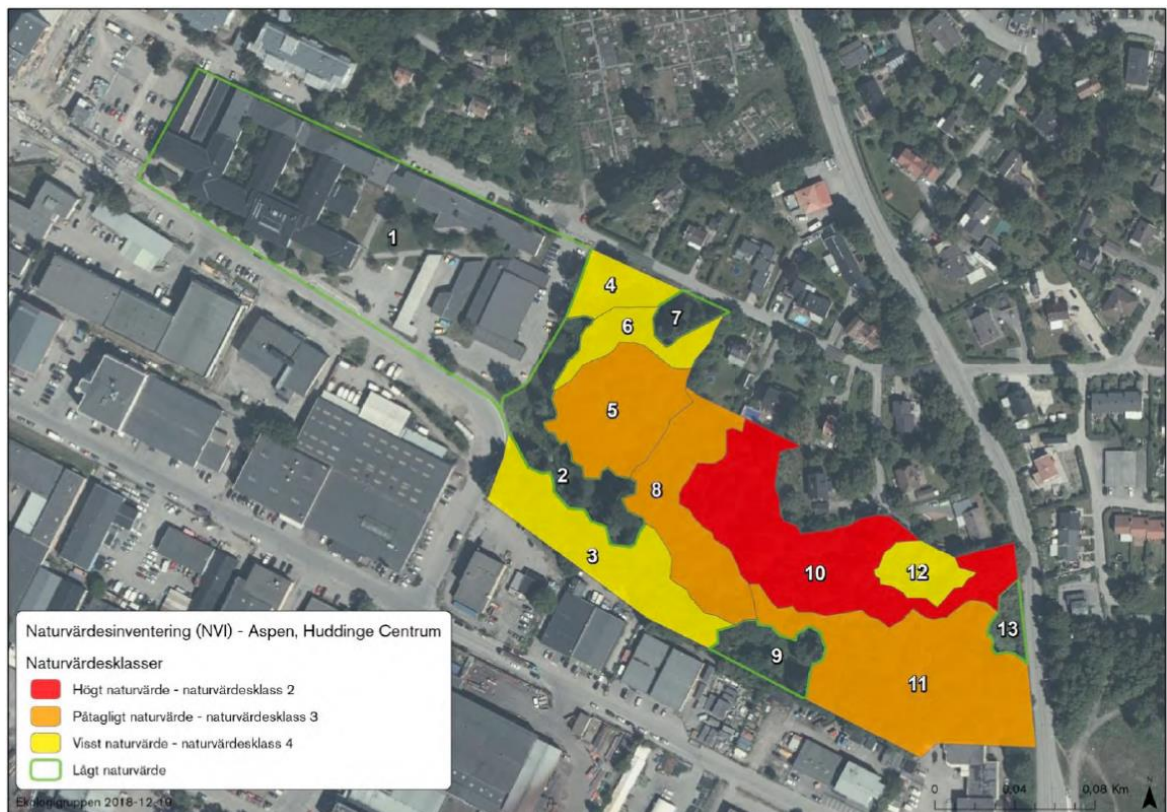 1
4
7
6
5
2
8
3
10
12
13
9
11
Naturvärdesinventering (NVI) - Aspen, Huddinge Centrum
Naturvärdesklasser
Högt naturvärde - naturvärdesklass 2
Påtagligt naturvärde - naturvärdesklass 3
Visst naturvärde - naturvärdesklass 4
Lågt naturvärde
Ekologigruppen 2018-12-10
0 0,04 0,08 Km